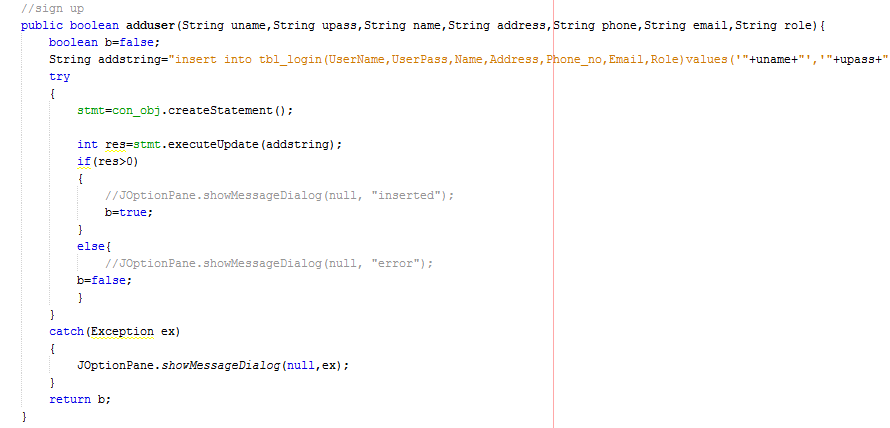 //sign up
public boolean adduser(String uname,String upass,String name,String address,String phone,String email,String role){
boolean b=false;
String addstring="insert into tbl_login(UserName,UserPass,Name,Address,Phone_no,Email,Role)values('"+uname+"','"+upass+"
try
{
stmt=con_obj.createStatement();
int res=stmt.executeUpdate(addstring);
if(res>0)
{
//JOptionPane.showMessageDialog(null, "inserted");
b=true;
}
else{
//JOptionPane.showMessageDialog(null, "error");
b=false;
}
}
catch(Exception ex)
{
JOptionPane.showMessageDialog(null,ex);
}
return b;
}